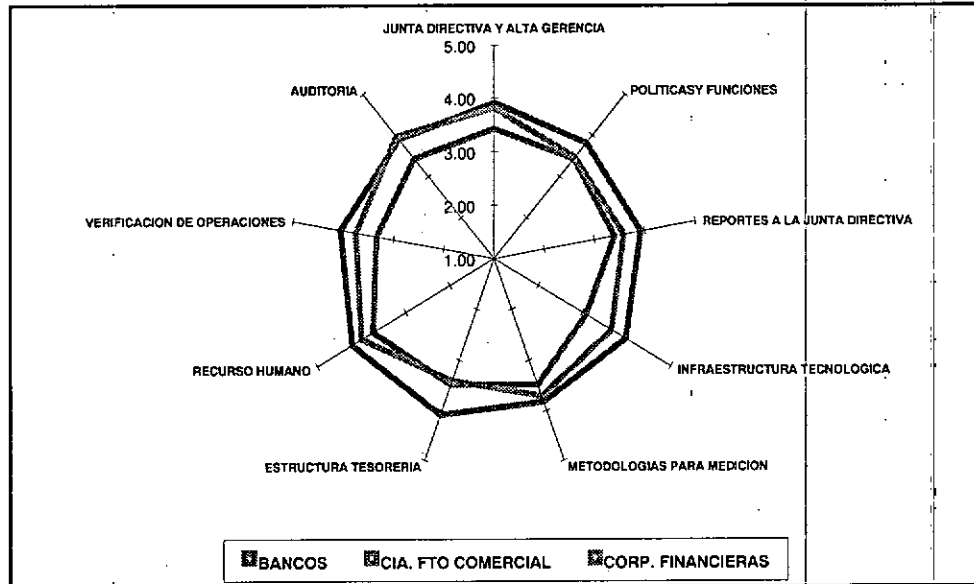 JUNTA DIRECTIVA Y ALTA GERENCIA
5.00
AUDITORIA
4.00
POLITICASY FUNCIONES
3.00
VERIFICACION DE OPERACIONES
2.00
REPORTES A LA JUNTA DIRECTIVA
1.00
RECURSO HUMANO
INFRAESTRUCTURA TECNOLOGICA
ESTRUCTURA TESORERIA
METODOLOGIAS PARA MEDICION
BANCOS CIA. FTO COMERCIAL CORP. FINANCIERAS